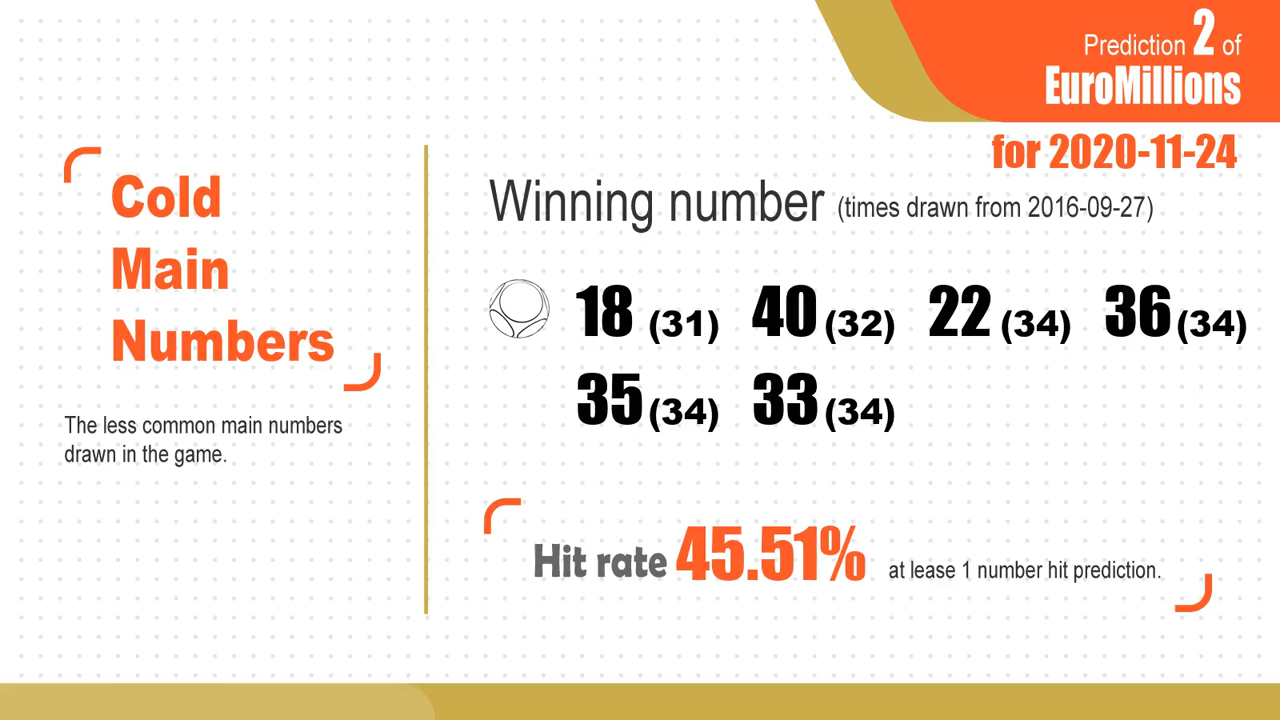 Prediction 2 of
EuroMillions
for 2020-11-24
Cold
Main
Numbers
The less common main numbers
drawn in the game.
Winning number (times drawn from 2016-09-27)
18 (31) 40 (32) 22 (34) 36 (34)
35 (34) 33 (34)
Hit rate 45.51% at lease 1 number hit prediction.